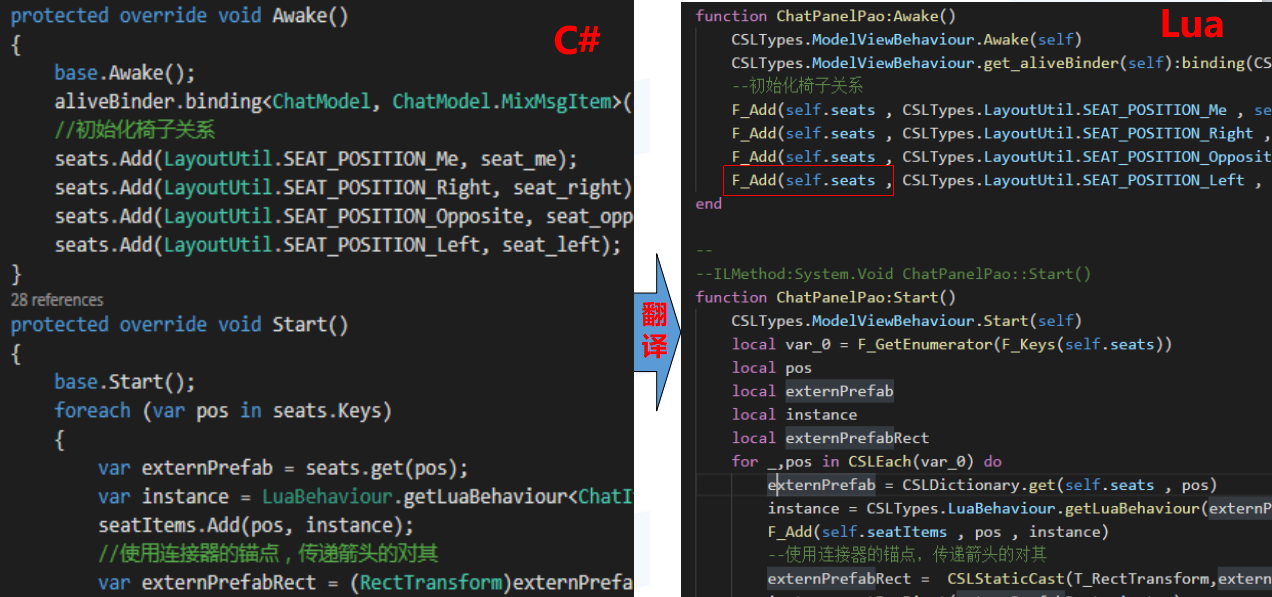 protected override void Awake()
{
base.Awake();
aliveBinder.binding<ChatModel, ChatModel.MixMsgItem>(
//初始化椅子关系
seats.Add(LayoutUtil.SEAT_POSITION_Me, seat_me);
seats.Add(LayoutUtil.SEAT_POSITION_Right, seat_right)
seats.Add(LayoutUtil.SEAT_POSITION_Opposite, seat_opp
seats.Add(LayoutUtil.SEAT_POSITION_Left, seat_left);
}
28 references
protected override void Start()
{
base.Start();
foreach (var pos in seats.Keys)
{
var externPrefab = seats.get(pos);
var instance = LuaBehaviour.getLuaBehaviour<ChatI
seatItems.Add(pos, instance);
//使用连接器的锚点，传递箭头的对其
var externPrefabRect = (RectTransform)externPrefa
C#
翻
译
Lua
function ChatPanelPao:Awake()
CSLTypes.ModelViewBehaviour.Awake(self)
CSLTypes.ModelViewBehaviour.get_aliveBinder(self):binding(CS
--初始化椅子关系
F_Add(self.seats , CSLTypes.LayoutUtil.SEAT_POSITION_Me , se
F_Add(self.seats , CSLTypes.LayoutUtil.SEAT_POSITION_Right ,
F_Add(self.seats , CSLTypes.LayoutUtil.SEAT_POSITION_Opposit
F_Add(self.seats , CSLTypes.LayoutUtil.SEAT_POSITION_Left ,
end
--
--ILMethod:System.Void ChatPanelPao::Start()
function ChatPanelPao:Start()
CSLTypes.ModelViewBehaviour.Start(self)
local var_0 = F_GetEnumerator(F_Keys(self.seats))
local pos
local externPrefab
local instance
local externPrefabRect
for _,pos in CSLEach(var_0) do
externPrefab = CSLDictionary.get(self.seats , pos)
instance = CSLTypes.LuaBehaviour.getLuaBehaviour(externP
F_Add(self.seatItems , pos , instance)
--使用连接器的锚点，传递箭头的对其
externPrefabRect = CSLStaticCast(T_RectTransform,extern